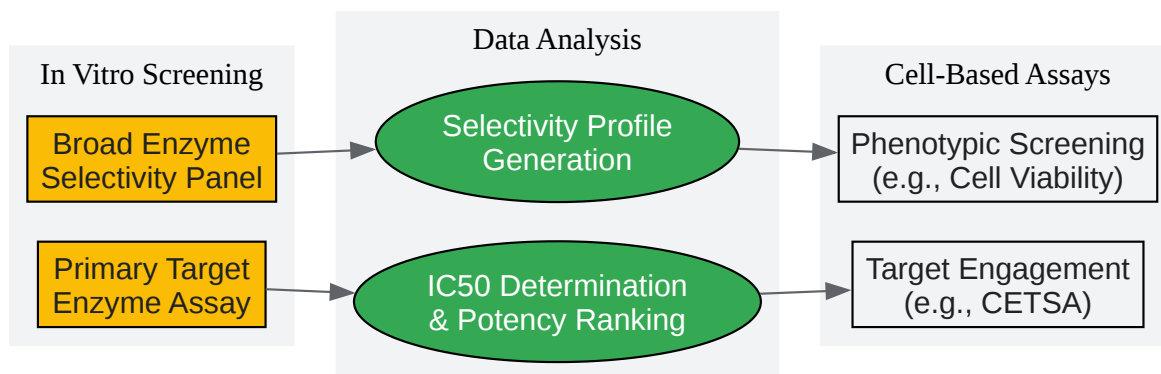 In Vitro Screening
Broad Enzyme
Selectivity Panel
Primary Target
Enzyme Assay
Data Analysis
Selectivity Profile
Generation
IC50 Determination
& Potency Ranking
Cell-Based Assays
Phenotypic Screening
(e.g., Cell Viability)
Target Engagement
(e.g., CETSA)